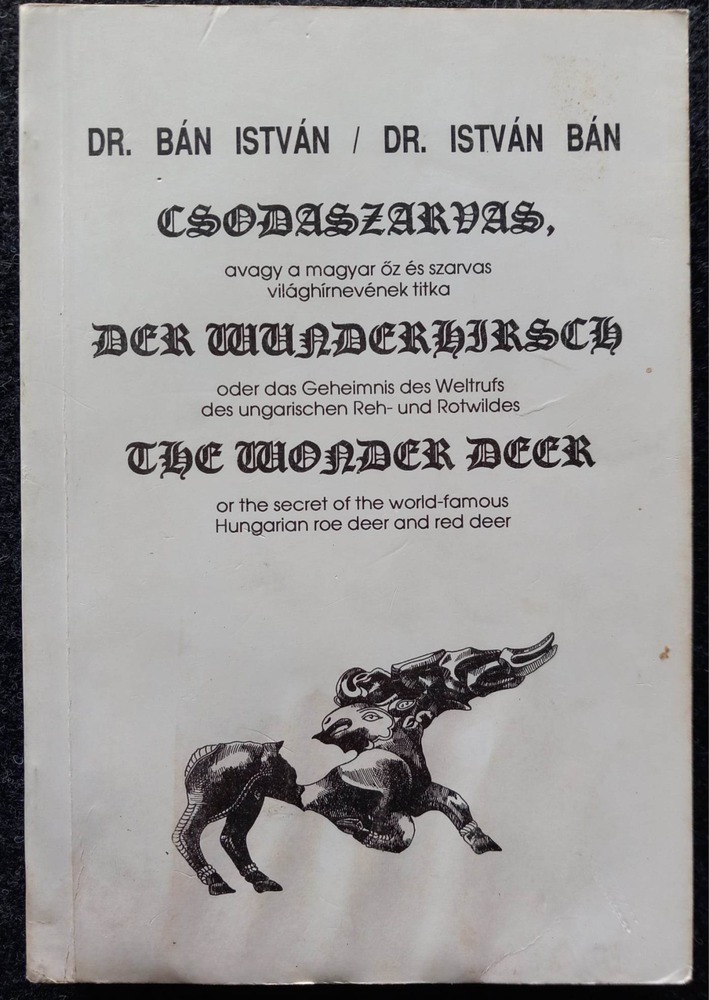 DR. BÁN ISTVÁN / DR. ISTVÁN BÁN
CSODASZARVAS,
avagy a magyar őz és szarvas
világhírnevének titka
DER WUNDERHIRSCH
oder das Geheimnis des Weltrufs
des ungarischen Reh- und Rotwildes
THE WONDER DEER
or the secret of the world-famous
Hungarian roe deer and red deer